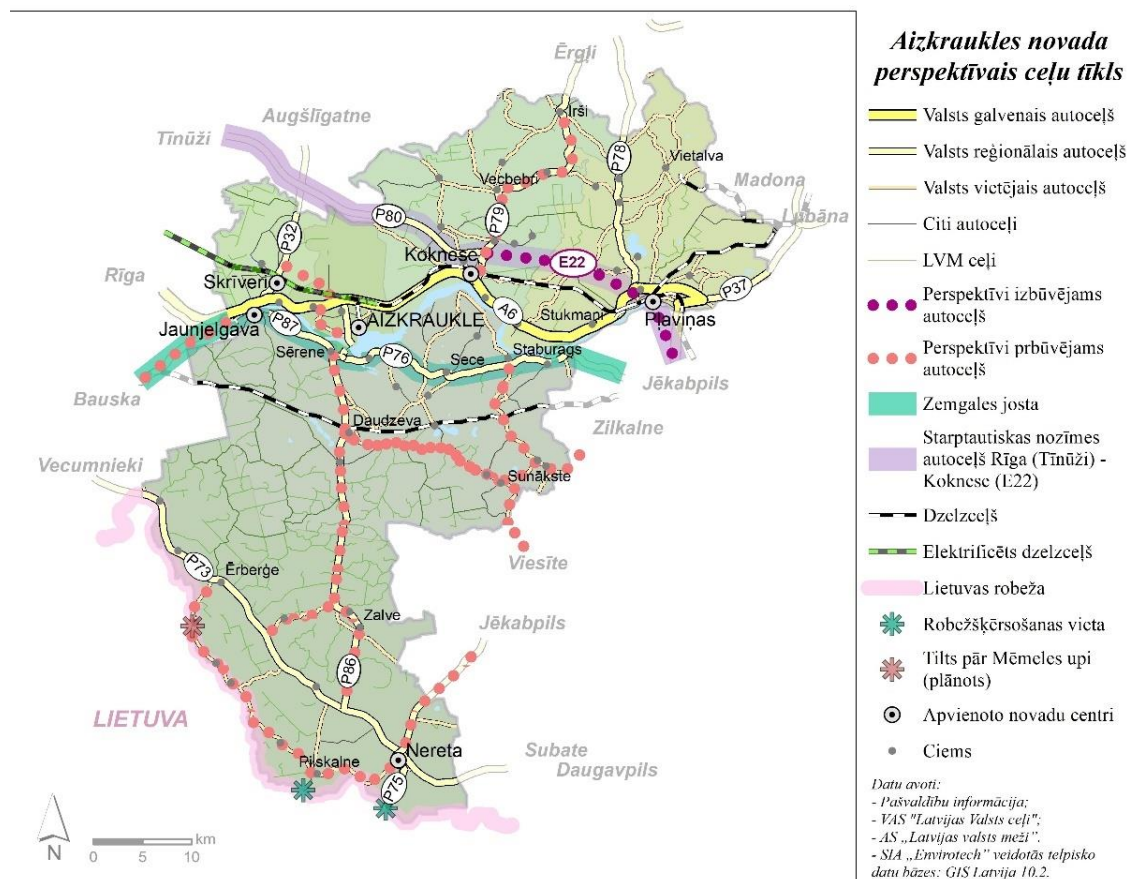 Aizkraukles novada
perspektīvais ceļu tīkls
Valsts galvenais autoceļš
Valsts reģionālais autoceļš
Valsts vietējais autoceļš
Citi autoceļi
LVM ceļi
Perspektīvi izbūvējams
autoceļš
Perspektīvi prbūvējams
autoceļš
Zemgales josta
Starptautiskas nozīmes
autoceļš Rīga (Tīnūži) -
Koknese (E22)
Dzelzceļš
Elektrificēts dzelzceļš
Lietuvas robeža
Robežšķērsošanas vieta
Tilts pār Mēmeles upi
(plānots)
Apvienoto novadu centri
Ciems
Datu avoti:
- Pašvaldību informācija;
- VAS "Latvijas Valsts ceļi";
- AS „Latvijas valsts meži”.
- SIA „Envirotech” veidotās telpisko
datu bāzes: GIS Latvija 10.2.
Ērgļi
Augšlīgatne
Tīnūži
Irši
P78
Vietalva
Vecbebri
Madona
Lubāna
P80
P79
P32
Koknese
E22
Rīga
Skrīveri
P37
A6
Stukmaņi
Pļaviņas
Jaunjelgava
P87
AIZKRAUKLE
Sērene
P76
Sece
Staburags
Jēkabpils
Bauska
Daudzeva
Zilkalne
Vecumnieki
Sunākste
Viesīte
P73
Ērberģe
Zalve
Jēkabpils
P86
LIETUVA
Nereta
Pilskalne
Subate
Daugavpils
P75
N
0 5 10
km